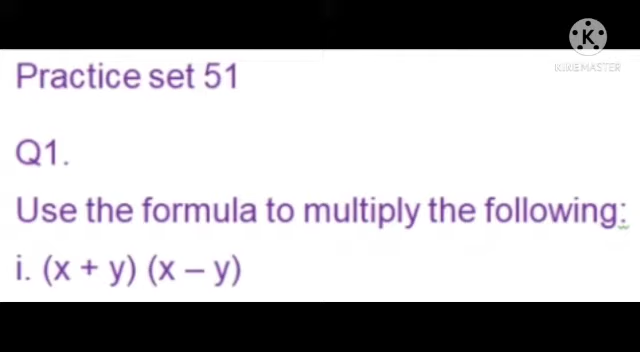 K
KINEMASTER
Practice set 51
Q1.
Use the formula to multiply the following:
i. (x + y) (x – y)